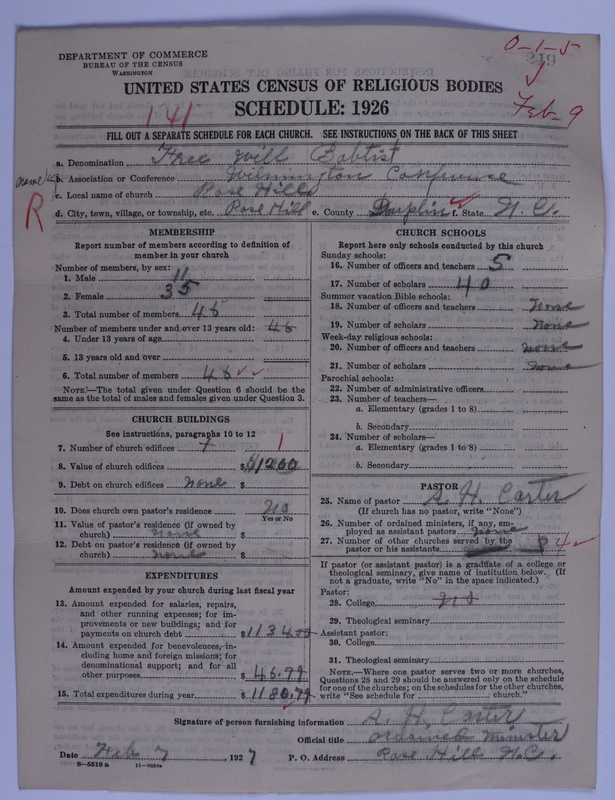 DEPARTMENT OF COMMERCE
BUREAU OF THE CENSUS
WASHINGTON
0-1-5
249
UNITED STATES CENSUS OF RELIGIOUS BODIES
SCHEDULE: 1926
141
Feb 9
FILL OUT A SEPARATE SCHEDULE FOR EACH CHURCH. SEE INSTRUCTIONS ON THE BACK OF THIS SHEET
a. Denomination Free Will Babtist
b. Association or Conference Wilmington Conference
name
c. Local name of church Rose Hill
R
d. City, town, village, or township, etc. Rose Hill e. County Duplin f. State N. C.
MEMBERSHIP
Report number of members according to definition of
member in your church
Number of members, by sex:
1. Male 11
2. Female 35
3. Total number of members 46
Number of members under and over 13 years old: 46
4. Under 13 years of age
5. 13 years old and over
6. Total number of members 46
NOTE.—The total given under Question 6 should be the
same as the total of males and females given under Question 3.
CHURCH BUILDINGS
See instructions, paragraphs 10 to 12
7. Number of church edifices 1
8. Value of church edifices $1200
9. Debt on church edifices None $
10. Does church own pastor's residence No
Yes or No
11. Value of pastor's residence (if owned by
church) None $
12. Debt on pastor's residence (if owned by
church) None $
EXPENDITURES
Amount expended by your church during last fiscal year
13. Amount expended for salaries, repairs,
and other running expenses; for im-
provements or new buildings; and for
payments on church debt $1134.00
14. Amount expended for benevolences, in-
cluding home and foreign missions; for
denominational support; and for all
other purposes $46.79
15. Total expenditures during year $1180.79
CHURCH SCHOOLS
Report here only schools conducted by this church
Sunday schools:
16. Number of officers and teachers 5
17. Number of scholars 40
Summer vacation Bible schools:
18. Number of officers and teachers None
19. Number of scholars None
Week-day religious schools:
20. Number of officers and teachers None
21. Number of scholars None
Parochial schools:
22. Number of administrative officers
23. Number of teachers—
a. Elementary (grades 1 to 8)
b. Secondary
24. Number of scholars—
a. Elementary (grades 1 to 8)
b. Secondary
PASTOR
25. Name of pastor A. H. Carter
(If church has no pastor, write "None")
26. Number of ordained ministers, if any, em-
ployed as assistant pastors None
27. Number of other churches served by the
pastor or his assistants 4
If pastor (or assistant pastor) is a graduate of a college or
theological seminary, give name of institution below. (If
not a graduate, write "No" in the space indicated.)
Pastor:
28. College No
29. Theological seminary
Assistant pastor:
30. College
31. Theological seminary
NOTE.—Where one pastor serves two or more churches,
Questions 28 and 29 should be answered only on the schedule
for one of the churches; on the schedules for the other churches,
write "See schedule for church."
Signature of person furnishing information A. H. Carter
Official title Ordained Minister
Date Feb 7, 1927 P. O. Address Rose Hill N.C.
8-5518 a